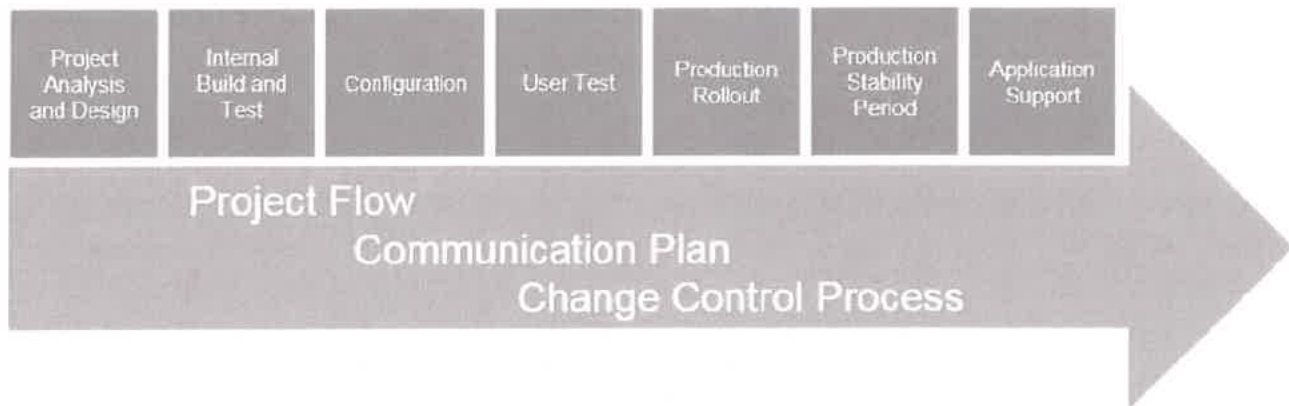 Project
Analysis
and Design
Internal
Build and
Test
Configuration
User Test
Production
Rollout
Production
Stability
Period
Application
Support
Project Flow
Communication Plan
Change Control Process